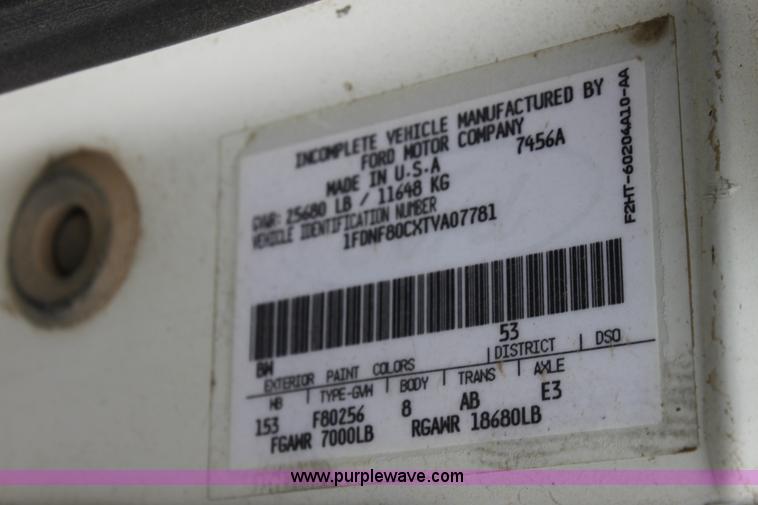 INCOMPLETE VEHICLE MANUFACTURED BY
FORD MOTOR COMPANY
MADE IN U.S.A 7456A
GVWR: 25680 LB / 11648 KG
VEHICLE IDENTIFICATION NUMBER
1FDNF80CXTVA07781
F2HT-60204A10-AA
BW 53
EXTERIOR PAINT COLORS DISTRICT DSO
WB TYPE-GVW BODY TRANS AXLE
153 F80256 8 AB E3
FGAWR 7000LB RGAWR 18680LB
www.purplewave.com